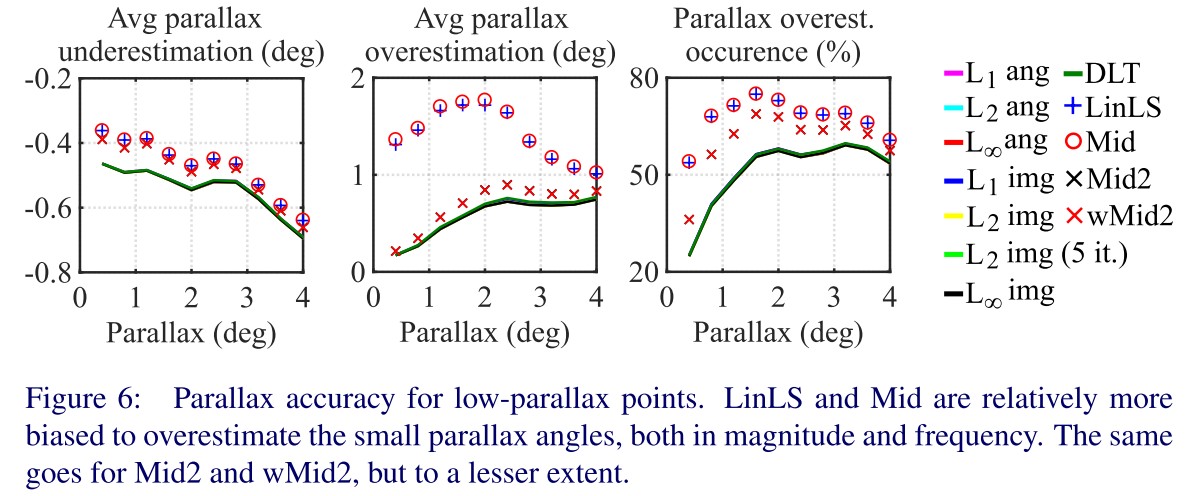 Avg parallax
underestimation (deg)
-0.2
-0.4
-0.6
-0.8
0 1 2 3 4
Parallax (deg)
Avg parallax
overestimation (deg)
2
1
0
0 1 2 3 4
Parallax (deg)
Parallax overest.
occurence (%)
80
50
20
0 1 2 3 4
Parallax (deg)
L₁ ang
L₂ ang
L∞ ang
L₁ img
L₂ img
L₂ img (5 it.)
L∞ img
DLT
LinLS
Mid
Mid2
wMid2
Figure 6: Parallax accuracy for low-parallax points. LinLS and Mid are relatively more
biased to overestimate the small parallax angles, both in magnitude and frequency. The same
goes for Mid2 and wMid2, but to a lesser extent.